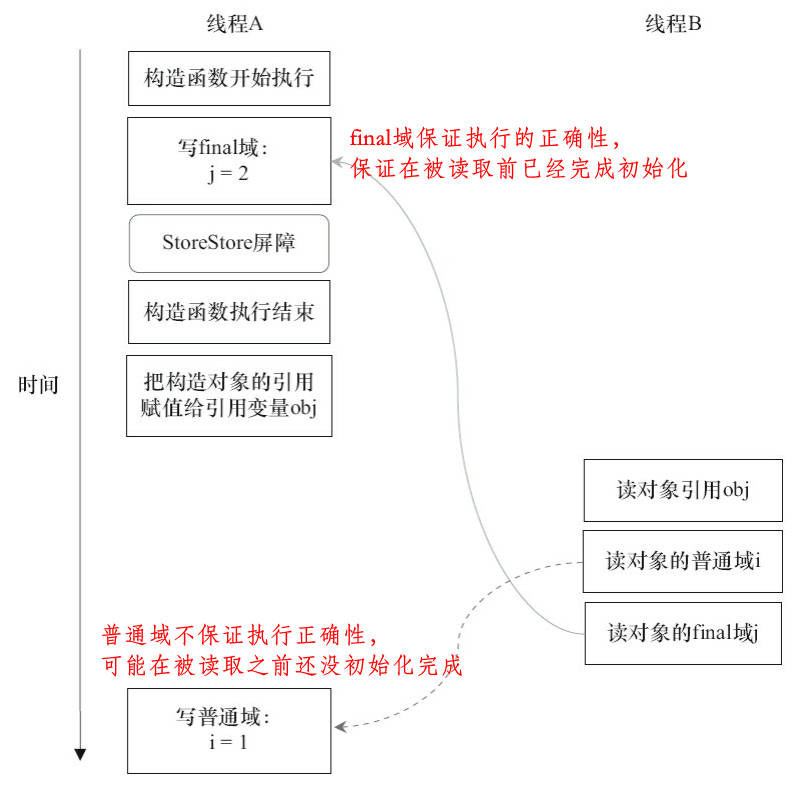 线程A
线程B
构造函数开始执行
写final域：
j = 2
final域保证执行的正确性，
保证在被读取前已经完成初始化
StoreStore屏障
构造函数执行结束
时间
把构造对象的引用
赋值给引用变量obj
读对象引用obj
读对象的普通域i
读对象的final域j
普通域不保证执行正确性，
可能在被读取之前还没初始化完成
写普通域：
i = 1